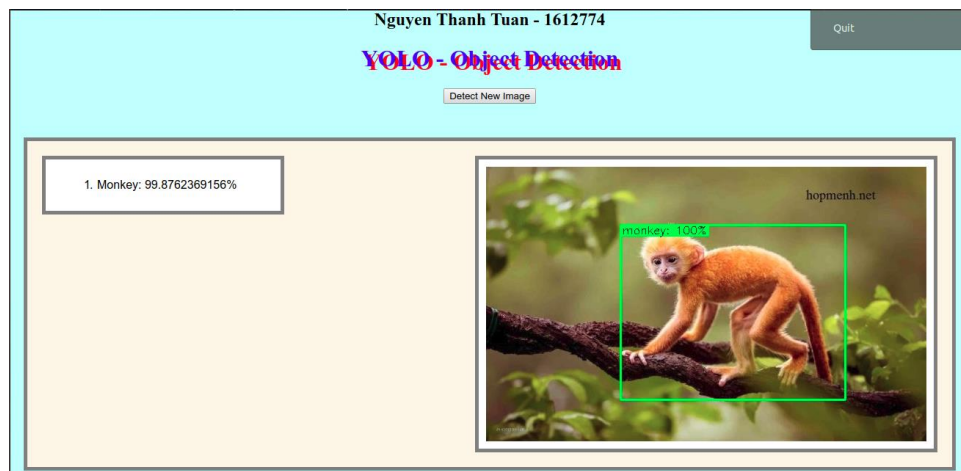 Nguyen Thanh Tuan - 1612774
Quit
YOLO - Object Detection
Detect New Image
1. Monkey: 99.8762369156%
hopmenh.net
monkey: 100%